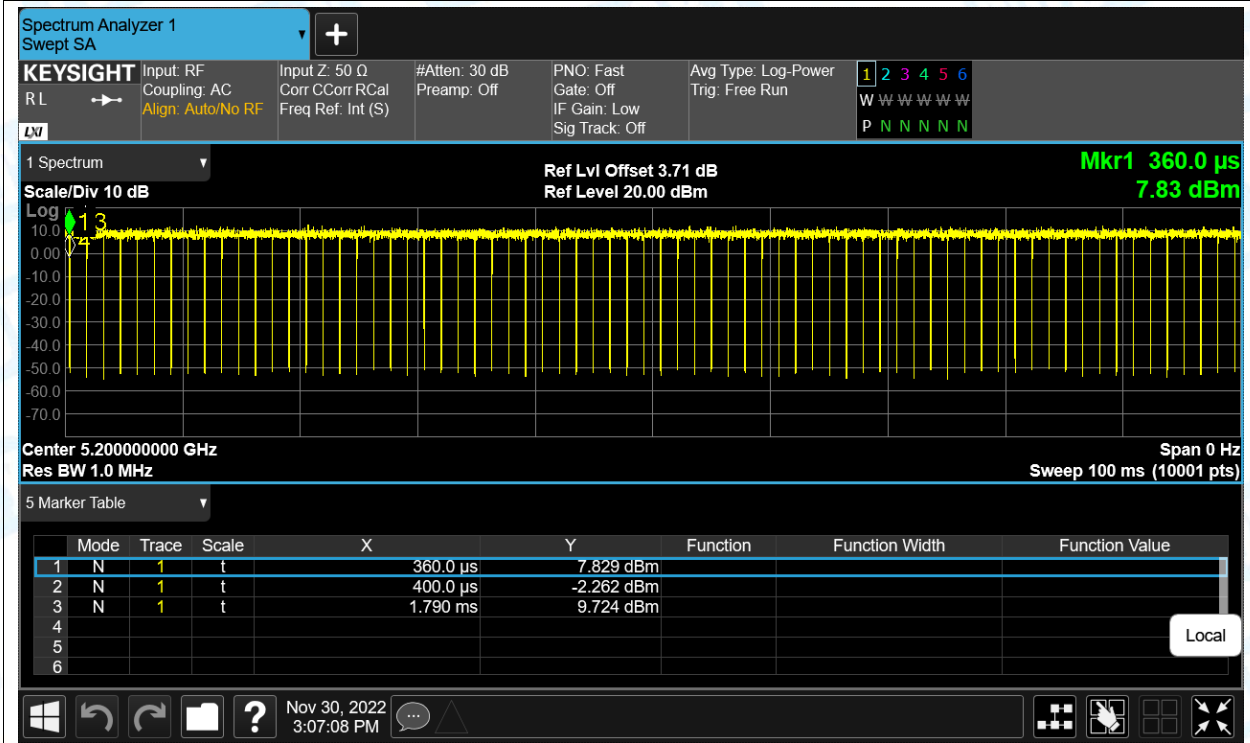 Spectrum Analyzer 1
Swept SA
KEYSIGHT Input: RF Input Z: 50 Ω #Atten: 30 dB PNO: Fast Avg Type: Log-Power 1 2 3 4 5 6
R L Coupling: AC Corr CCorr RCal Preamp: Off Gate: Off Trig: Free Run W W W W W W
Align: Auto/No RF Freq Ref: Int (S) IF Gain: Low
LXI Sig Track: Off P N N N N N
1 Spectrum Ref Lvl Offset 3.71 dB Mkr1 360.0 µs
Scale/Div 10 dB Ref Level 20.00 dBm 7.83 dBm
Log
1 3
10.0
0.00
-10.0
-20.0
-30.0
-40.0
-50.0
-60.0
-70.0
Center 5.200000000 GHz Span 0 Hz
Res BW 1.0 MHz Sweep 100 ms (10001 pts)
5 Marker Table
Mode Trace Scale X Y Function Function Width Function Value
1 N 1 t 360.0 µs 7.829 dBm
2 N 1 t 400.0 µs -2.262 dBm
3 N 1 t 1.790 ms 9.724 dBm
4
5
6
Local
? Nov 30, 2022
3:07:08 PM